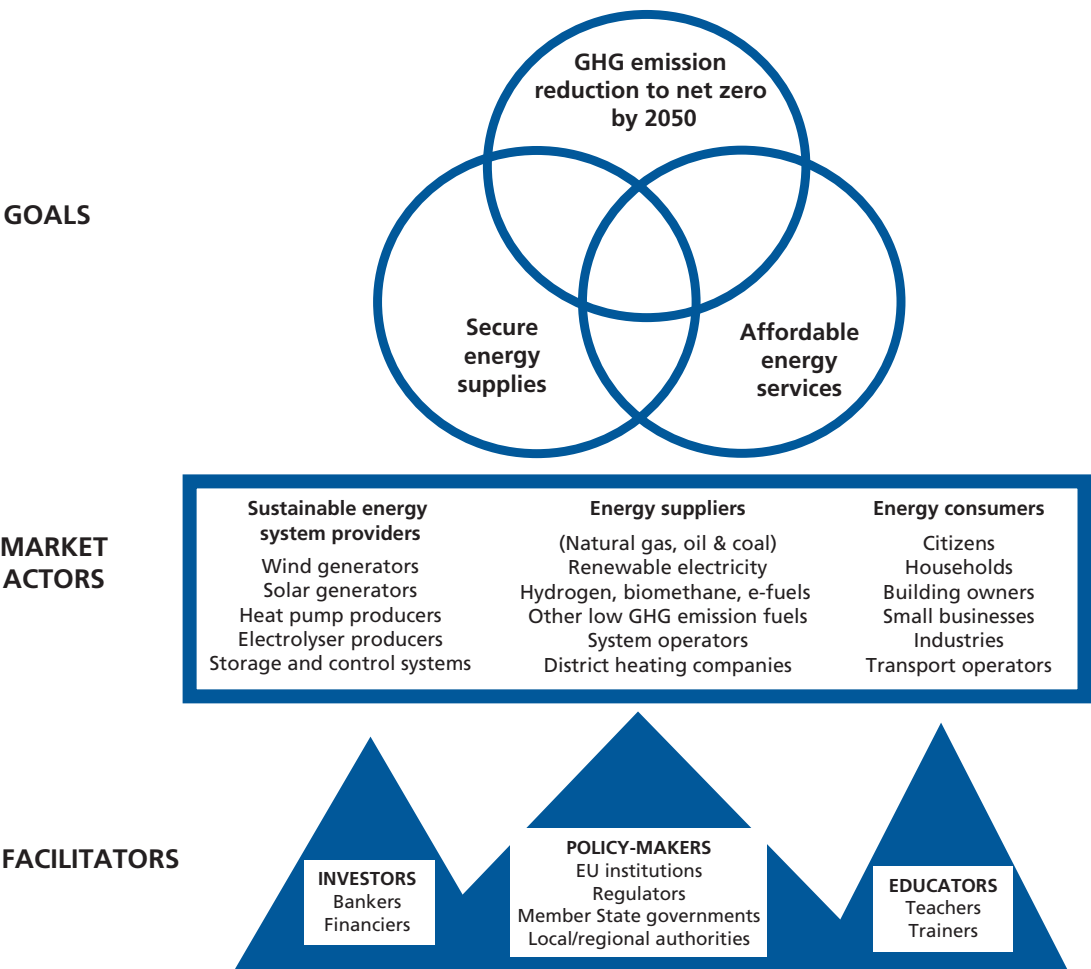 GOALS
GHG emission
reduction to net zero
by 2050
Secure
energy
supplies
Affordable
energy
services
MARKET
ACTORS
Sustainable energy
system providers
Wind generators
Solar generators
Heat pump producers
Electrolyser producers
Storage and control systems
Energy suppliers
(Natural gas, oil & coal)
Renewable electricity
Hydrogen, biomethane, e-fuels
Other low GHG emission fuels
System operators
District heating companies
Energy consumers
Citizens
Households
Building owners
Small businesses
Industries
Transport operators
FACILITATORS
INVESTORS
Bankers
Financiers
POLICY-MAKERS
EU institutions
Regulators
Member State governments
Local/regional authorities
EDUCATORS
Teachers
Trainers